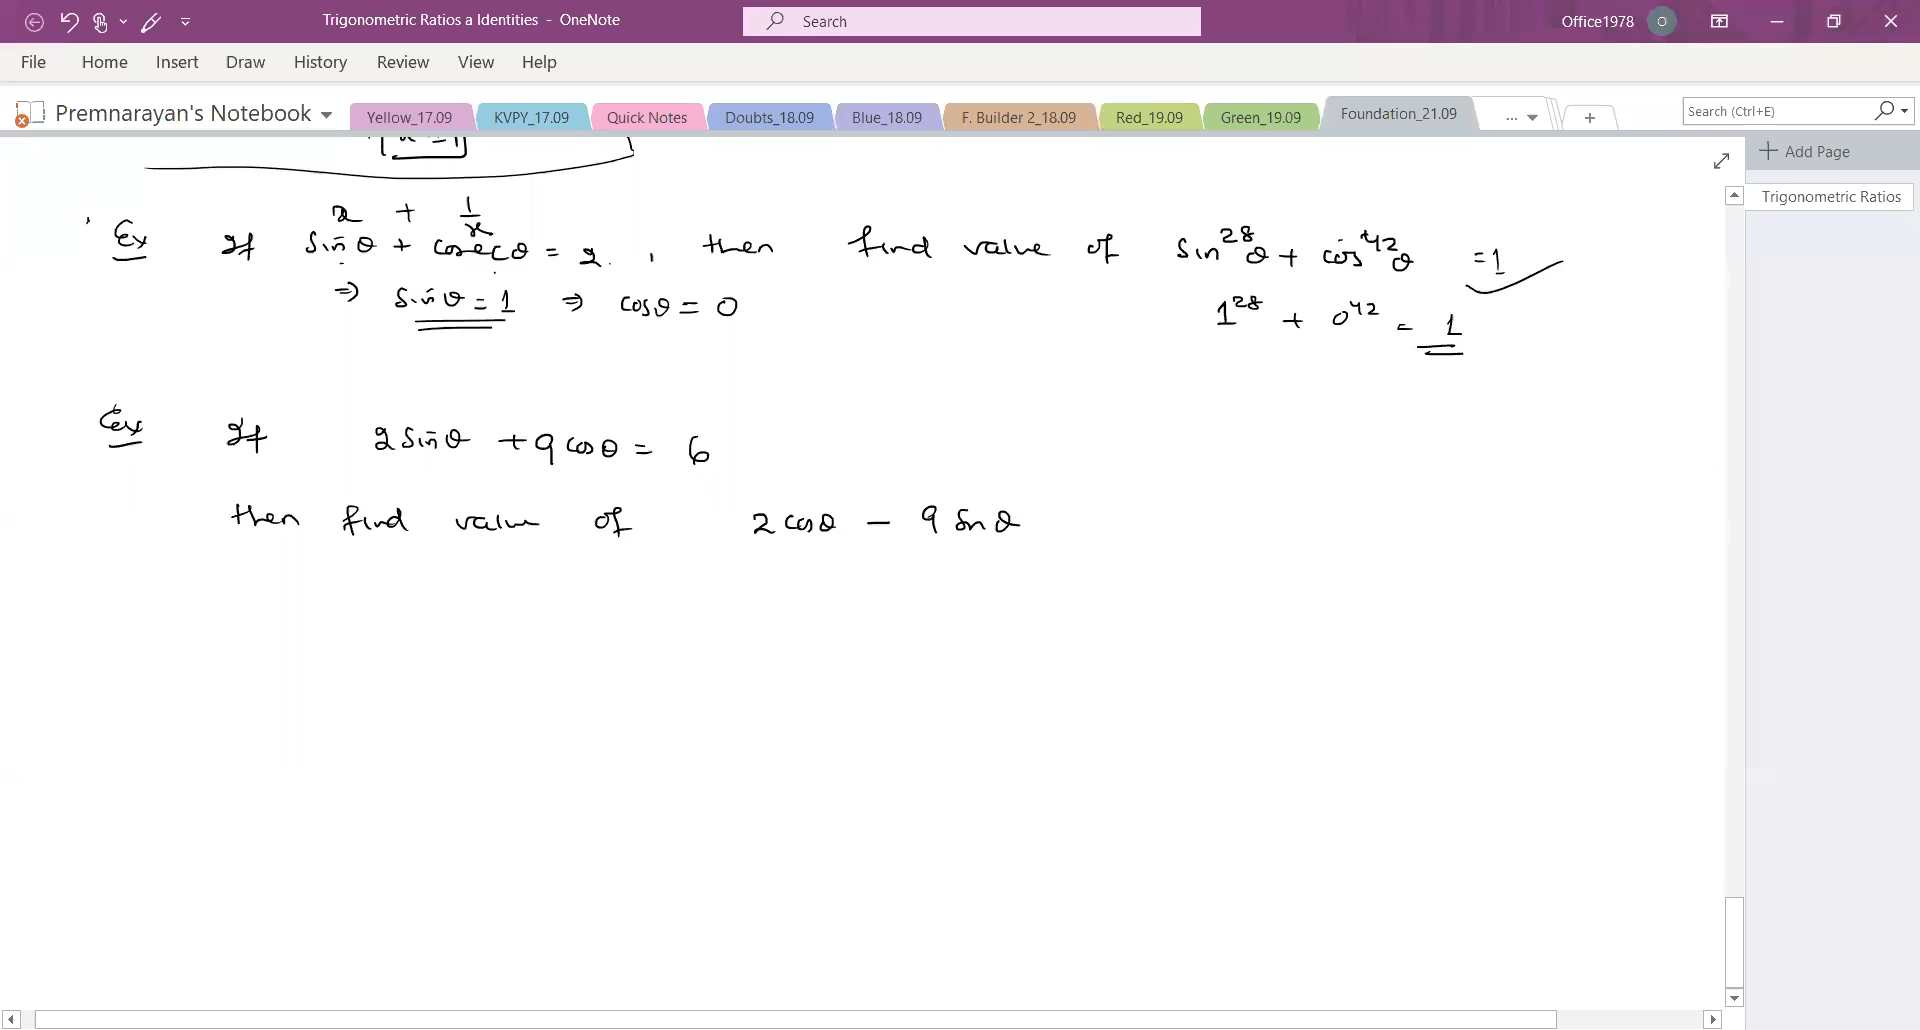 Trigonometric Ratios a Identities - OneNote
Search
Office1978
O
File Home Insert Draw History Review View Help
Premnarayan's Notebook
Yellow_17.09 KVPY_17.09 Quick Notes Doubts_18.09 Blue_18.09 F. Builder 2_18.09 Red_19.09 Green_19.09 Foundation_21.09 ... +
Search (Ctrl+E)
Add Page
Trigonometric Ratios
x + 1/x
Ex If sinθ + cosecθ = 2, then find value of sin²⁸θ + cos⁴²θ = 1
⇒ sinθ = 1 ⇒ cosθ = 0
1²⁸ + 0⁴² = 1
Ex If 2sinθ + 9cosθ = 6
then find value of 2cosθ - 9 sinθ